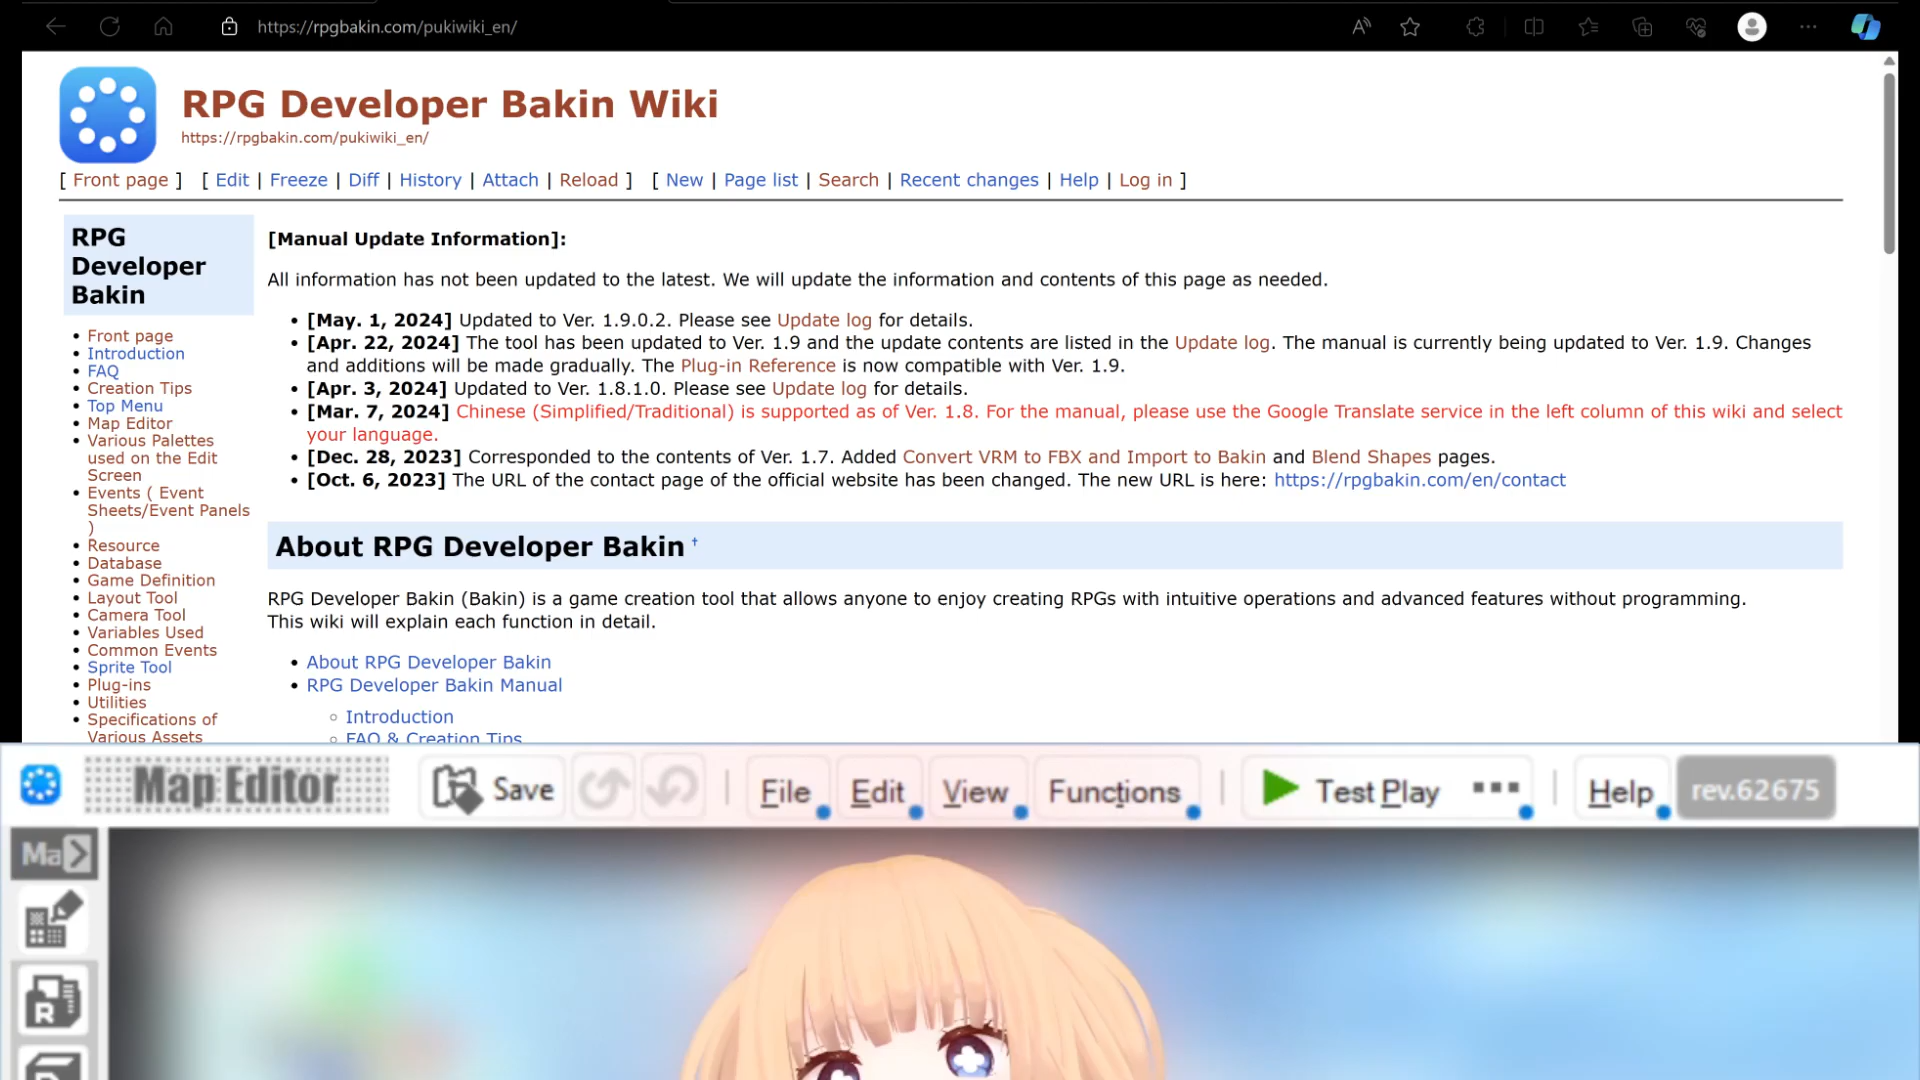 https://rpgbakin.com/pukiwiki_en/
RPG Developer Bakin Wiki
https://rpgbakin.com/pukiwiki_en/
[ Front page ] [ Edit | Freeze | Diff | History | Attach | Reload ] [ New | Page list | Search | Recent changes | Help | Log in ]
RPG
Developer
Bakin
Front page
Introduction
FAQ
Creation Tips
Top Menu
Map Editor
Various Palettes
used on the Edit
Screen
Events ( Event
Sheets/Event Panels
)
Resource
Database
Game Definition
Layout Tool
Camera Tool
Variables Used
Common Events
Sprite Tool
Plug-ins
Utilities
Specifications of
Various Assets
[Manual Update Information]:
All information has not been updated to the latest. We will update the information and contents of this page as needed.
[May. 1, 2024] Updated to Ver. 1.9.0.2. Please see Update log for details.
[Apr. 22, 2024] The tool has been updated to Ver. 1.9 and the update contents are listed in the Update log. The manual is currently being updated to Ver. 1.9. Changes
and additions will be made gradually. The Plug-in Reference is now compatible with Ver. 1.9.
[Apr. 3, 2024] Updated to Ver. 1.8.1.0. Please see Update log for details.
[Mar. 7, 2024] Chinese (Simplified/Traditional) is supported as of Ver. 1.8. For the manual, please use the Google Translate service in the left column of this wiki and select
your language.
[Dec. 28, 2023] Corresponded to the contents of Ver. 1.7. Added Convert VRM to FBX and Import to Bakin and Blend Shapes pages.
[Oct. 6, 2023] The URL of the contact page of the official website has been changed. The new URL is here: https://rpgbakin.com/en/contact
About RPG Developer Bakin †
RPG Developer Bakin (Bakin) is a game creation tool that allows anyone to enjoy creating RPGs with intuitive operations and advanced features without programming.
This wiki will explain each function in detail.
About RPG Developer Bakin
RPG Developer Bakin Manual
Introduction
FAQ & Creation Tips
Map Editor Save File Edit View Functions Test Play ... Help rev.62675
Ma
R